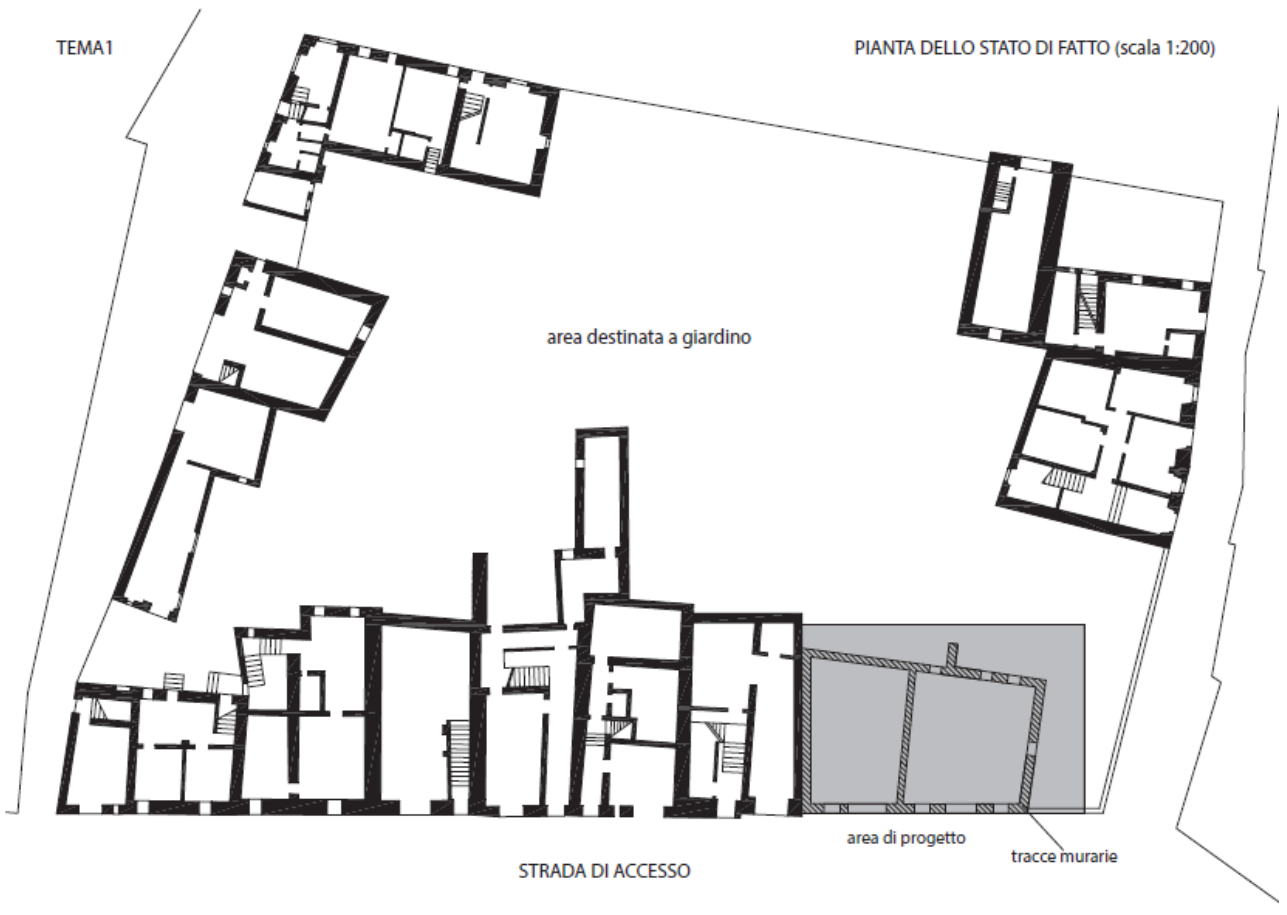 TEMA1
PIANTA DELLO STATO DI FATTO (scala 1:200)
area destinata a giardino
area di progetto
tracce murarie
STRADA DI ACCESSO